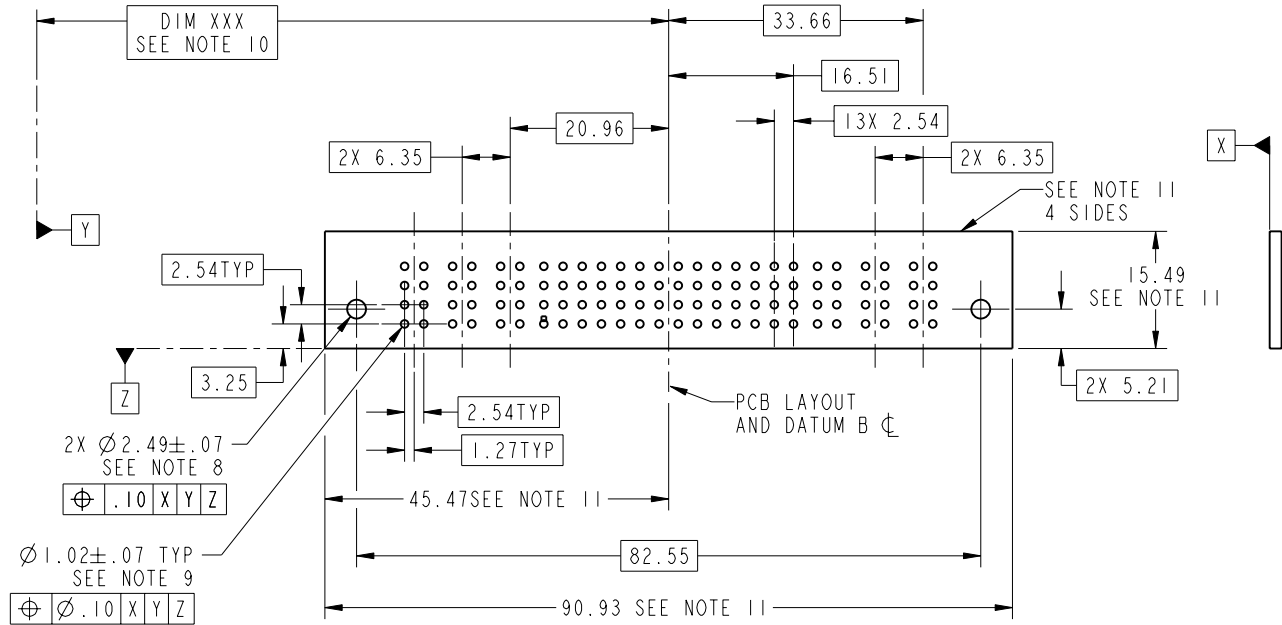 DIM XXX
SEE NOTE 10
33.66
16.51
20.96
13X 2.54
2X 6.35
2X 6.35
X
SEE NOTE 11
4 SIDES
Y
2.54TYP
15.49
SEE NOTE 11
3.25
Z
2X 5.21
2.54TYP
PCB LAYOUT
AND DATUM B ℄
2X Ø2.49±.07
SEE NOTE 8
⌖ .10 X Y Z
1.27TYP
45.47SEE NOTE 11
Ø1.02±.07 TYP
SEE NOTE 9
⌖ Ø.10 X Y Z
82.55
90.93 SEE NOTE 11